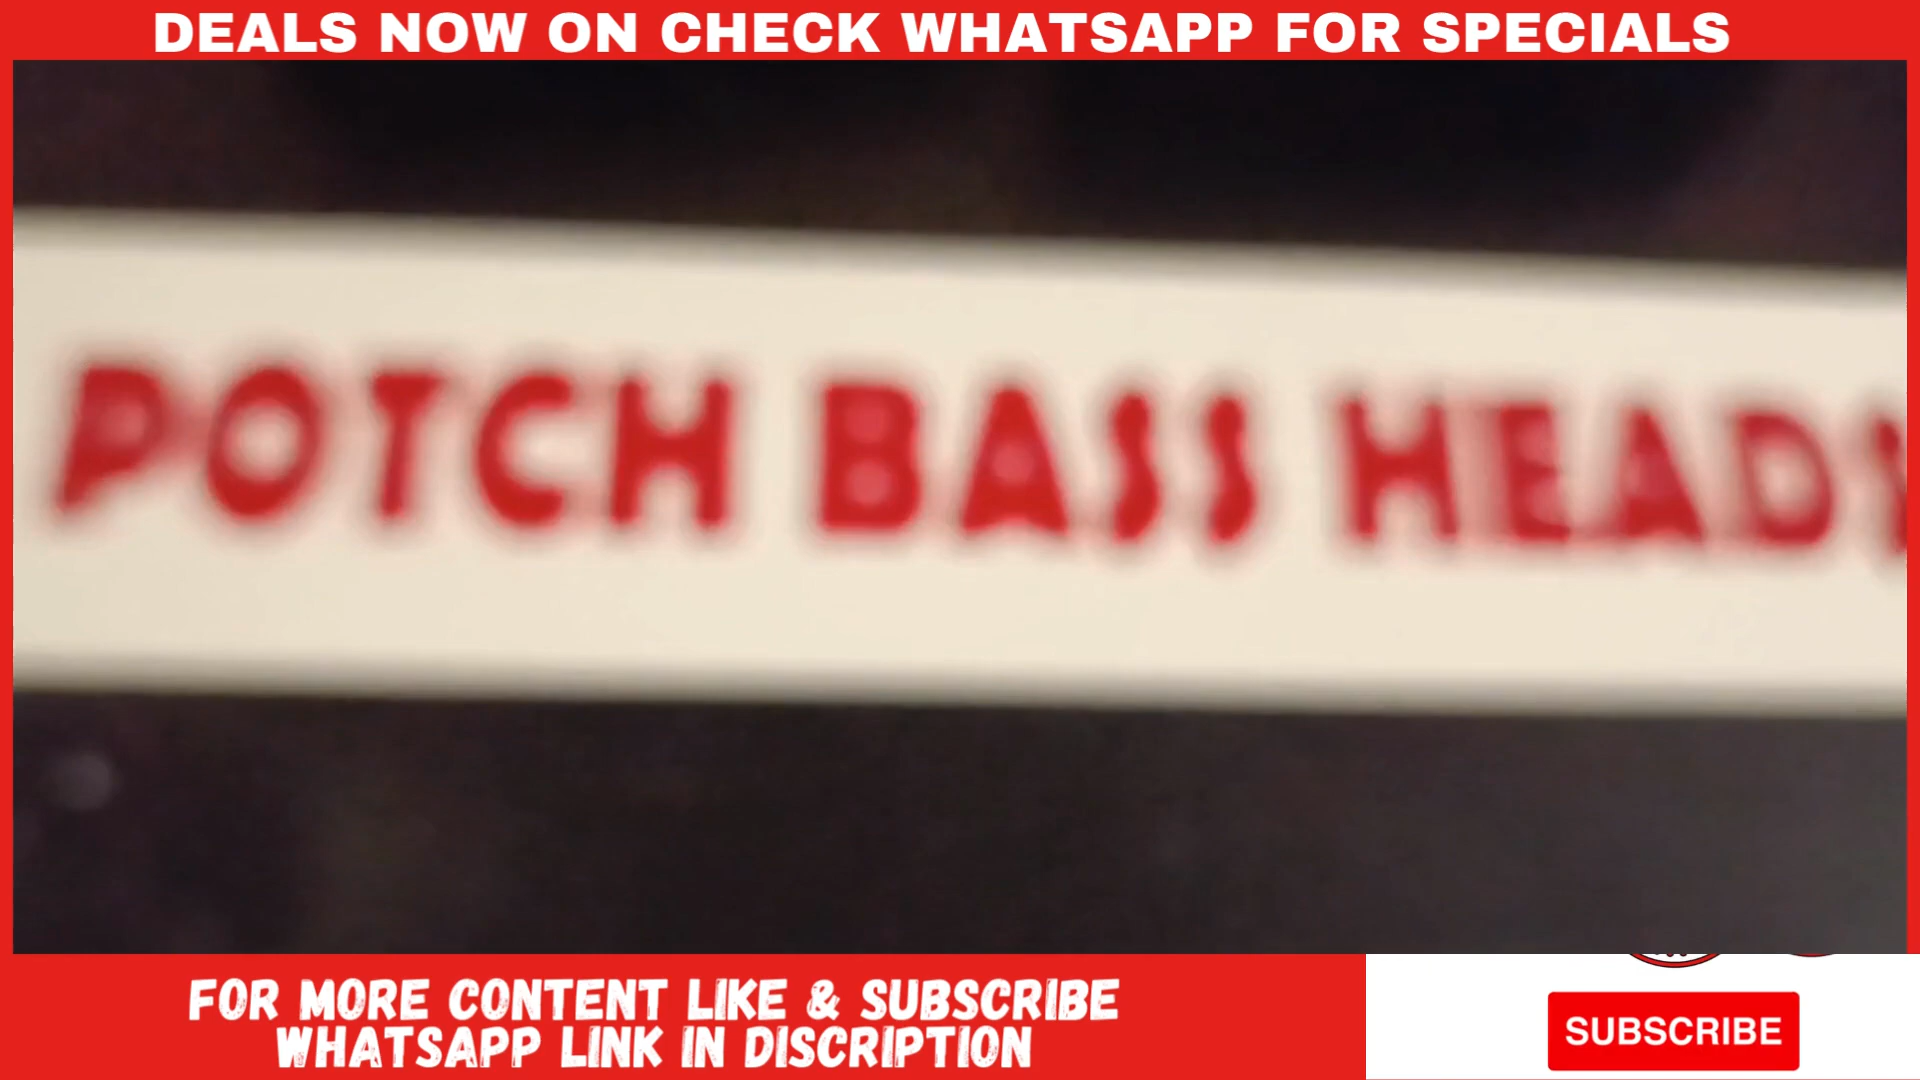 DEALS NOW ON CHECK WHATSAPP FOR SPECIALS
POTCH BASS HEADS
FOR MORE CONTENT LIKE & SUBSCRIBE
WHATSAPP LINK IN DISCRIPTION
SUBSCRIBE